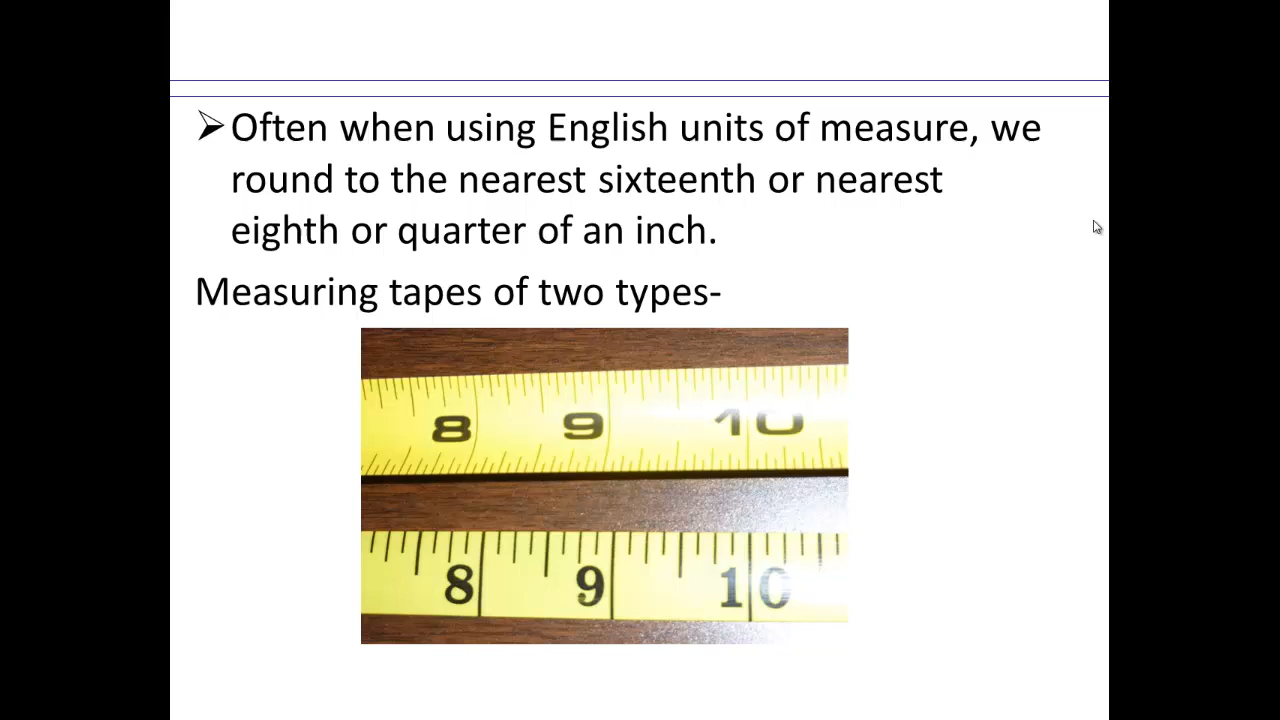 Often when using English units of measure, we
round to the nearest sixteenth or nearest
eighth or quarter of an inch.
Measuring tapes of two types-
8 9 10
8 9 10